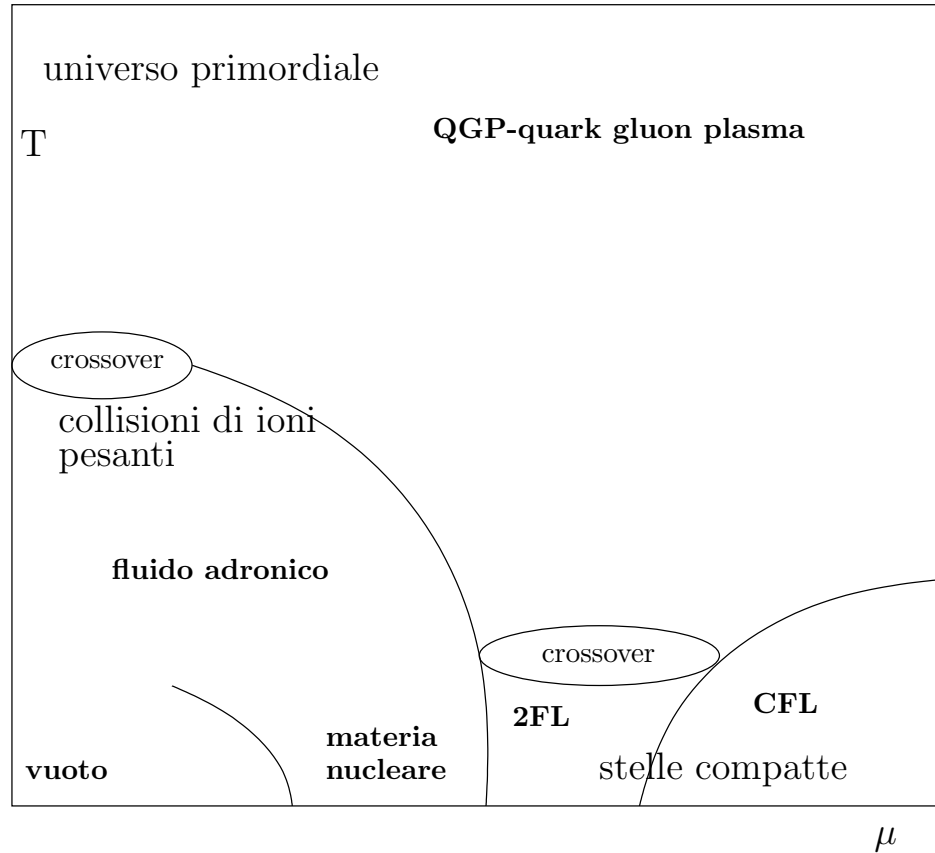 universo primordiale
T
QGP-quark gluon plasma
crossover
collisioni di ioni
pesanti
fluido adronico
crossover
2FL
CFL
materia
nucleare
vuoto
stelle compatte
μ